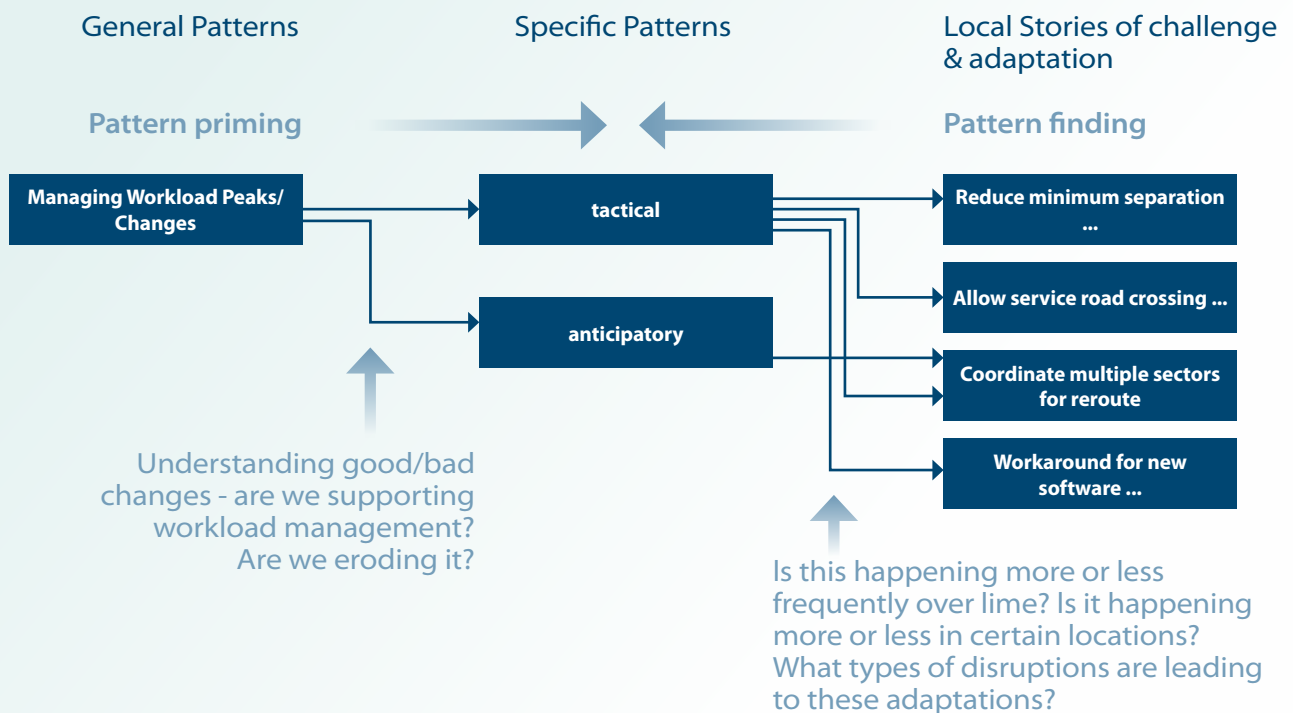 General Patterns
Specific Patterns
Local Stories of challenge
& adaptation
Pattern priming
Pattern finding
Managing Workload Peaks/
Changes
tactical
anticipatory
Reduce minimum separation
...
Allow service road crossing ...
Coordinate multiple sectors
for reroute
Workaround for new
software ...
Understanding good/bad
changes - are we supporting
workload management?
Are we eroding it?
Is this happening more or less
frequently over lime? Is it happening
more or less in certain locations?
What types of disruptions are leading
to these adaptations?